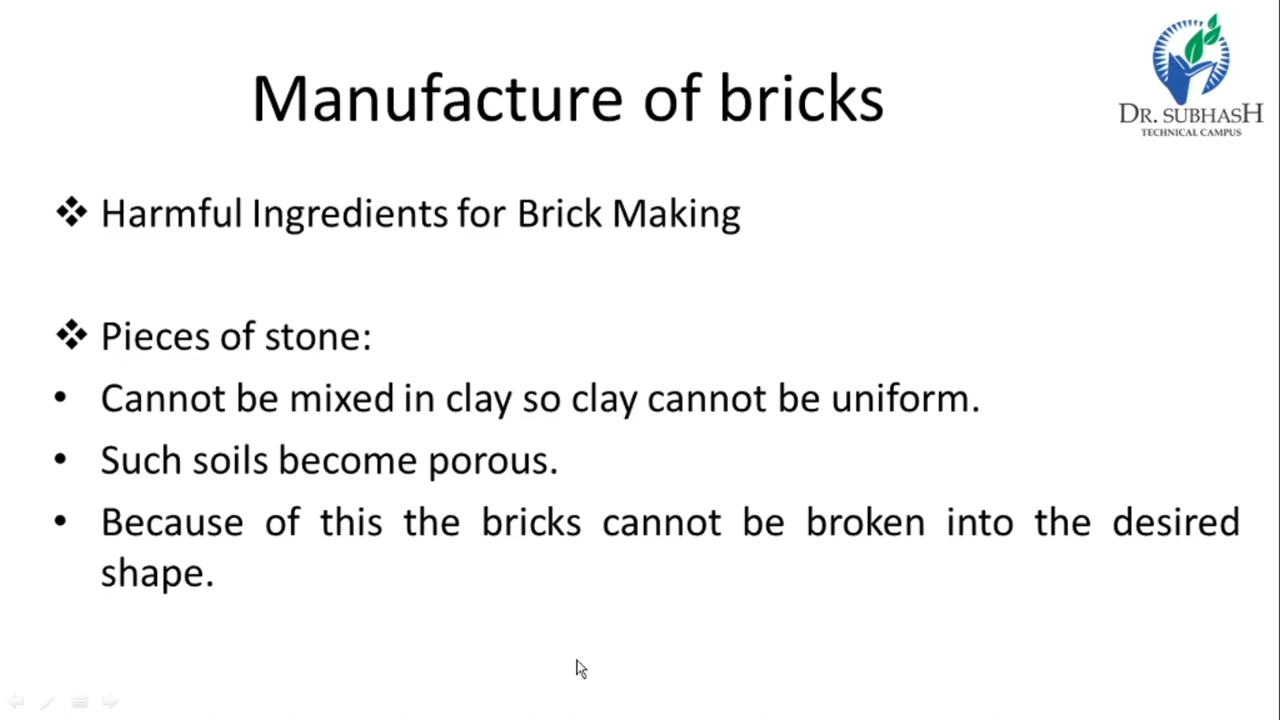 Manufacture of bricks
DR. SUBHASH
TECHNICAL CAMPUS
❖ Harmful Ingredients for Brick Making
❖ Pieces of stone:
• Cannot be mixed in clay so clay cannot be uniform.
• Such soils become porous.
• Because of this the bricks cannot be broken into the desired
shape.